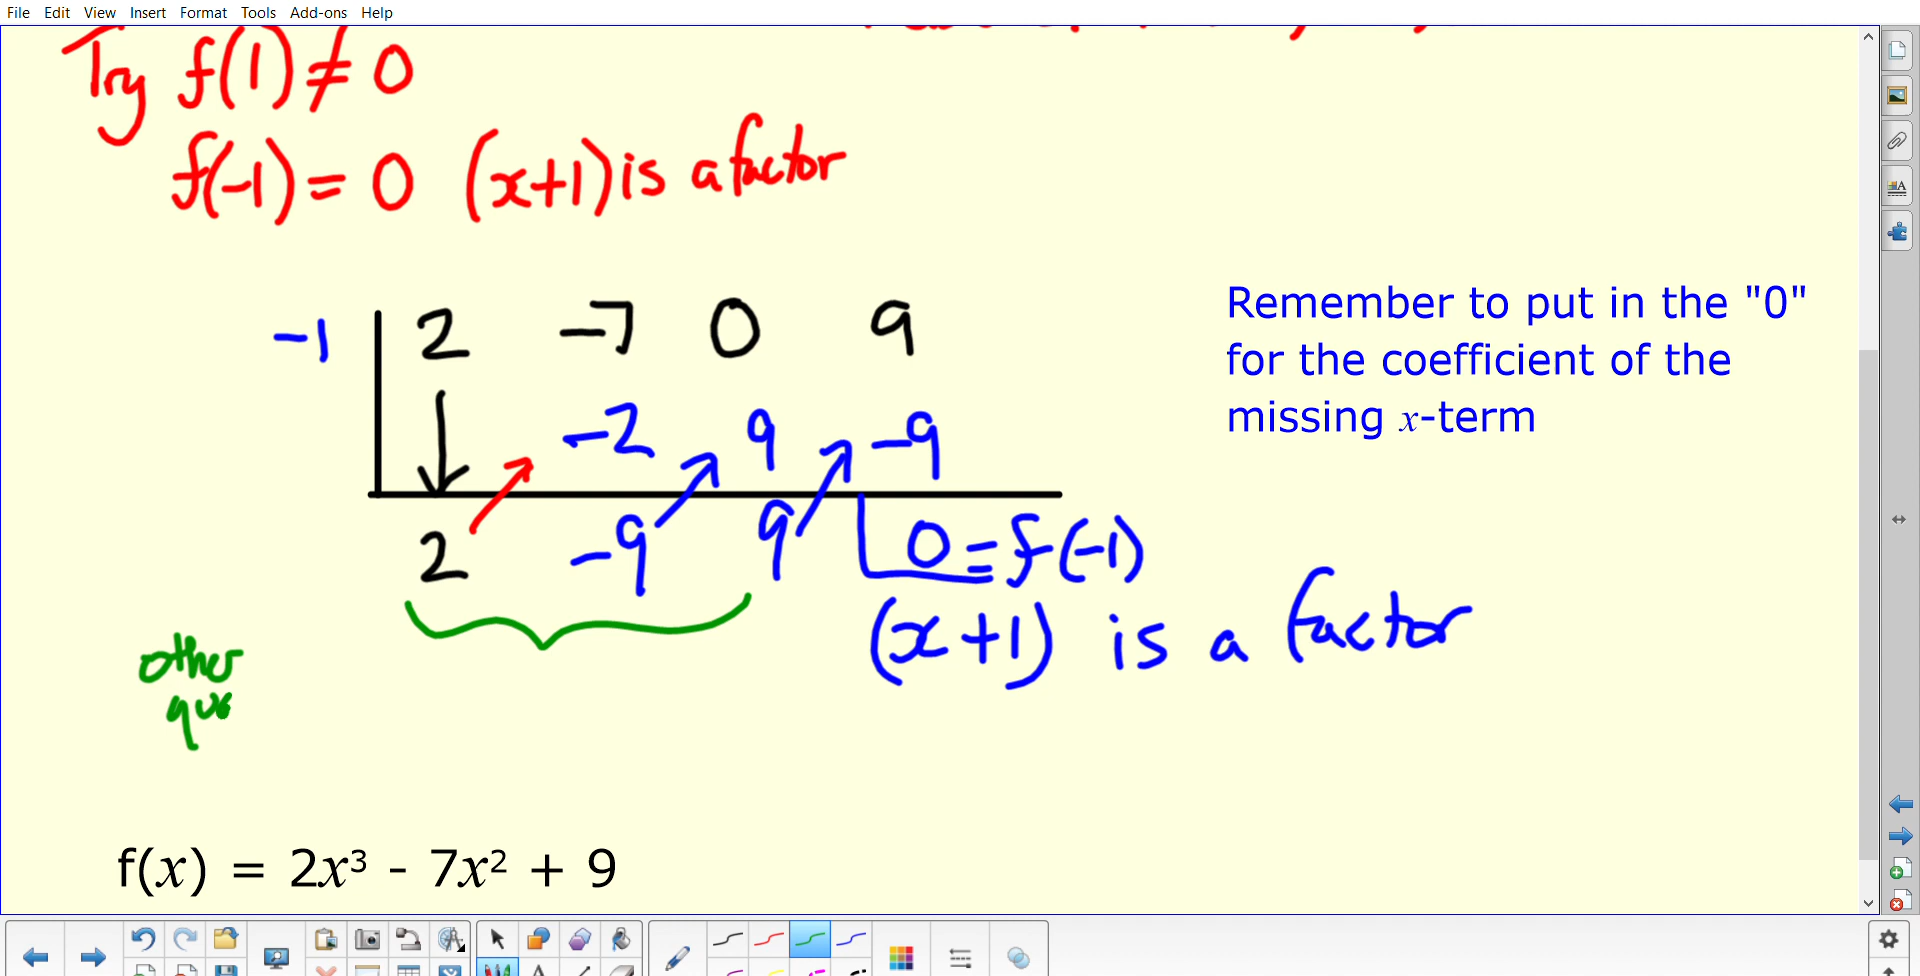 File Edit View Insert Format Tools Add-ons Help
Try f(1) ≠ 0
f(-1) = 0 (x+1) is a factor
-1 2 -7 0 9
Remember to put in the "0"
for the coefficient of the
missing x-term
-2 9 -9
2 -9 9 0 = f(-1)
(x+1) is a factor
other
qua
f(x) = 2x³ - 7x² + 9